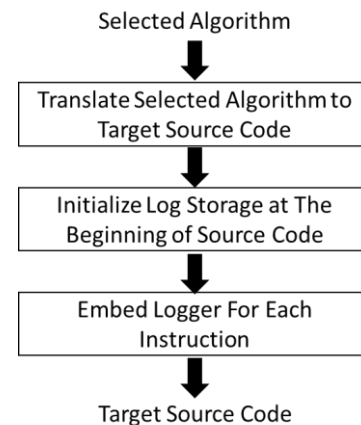 Selected Algorithm
Translate Selected Algorithm to
Target Source Code
Initialize Log Storage at The
Beginning of Source Code
Embed Logger For Each
Instruction
Target Source Code